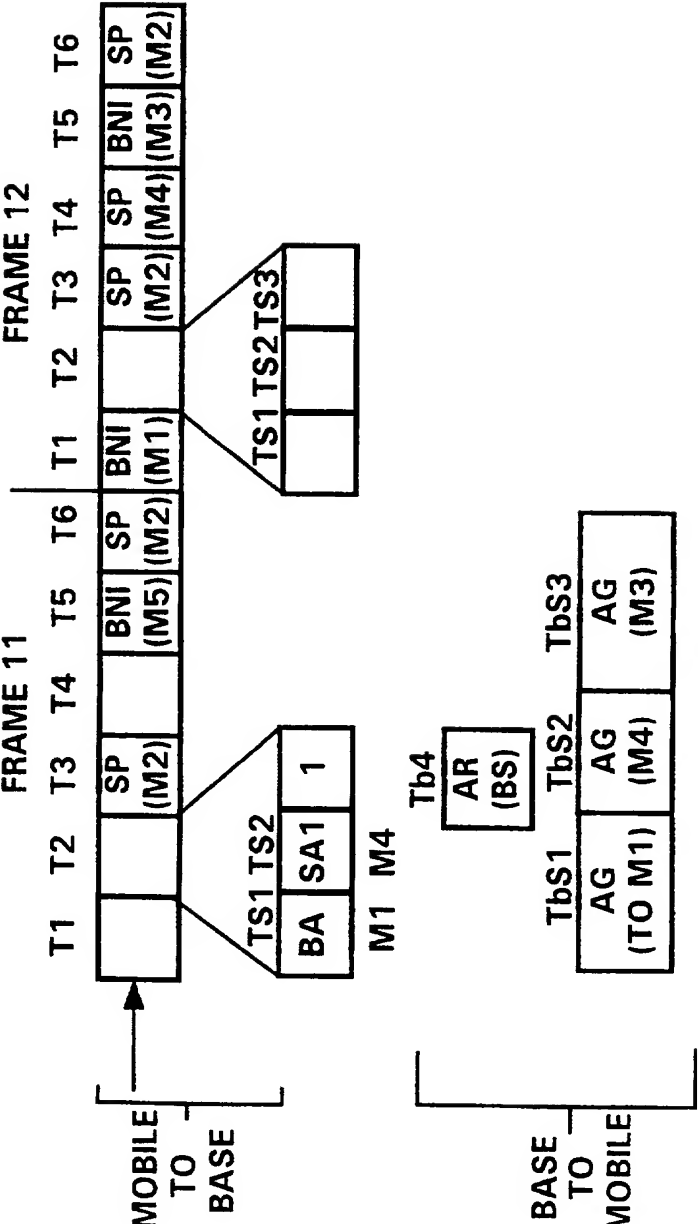 FRAME 11
FRAME 12
T1 T2 T3 T4 T5 T6 T1 T2 T3 T4 T5 T6
SP BNI SP BNI SP SP BNI SP
(M2) (M5) (M2) (M1) (M2) (M4) (M3) (M2)
MOBILE
TO
BASE
TS1 TS2
BA SA1 1
M1 M4
TS1 TS2 TS3
Tb4
AR
(BS)
TbS1 TbS2 TbS3
AG AG AG
(TO M1) (M4) (M3)
BASE
TO
MOBILE